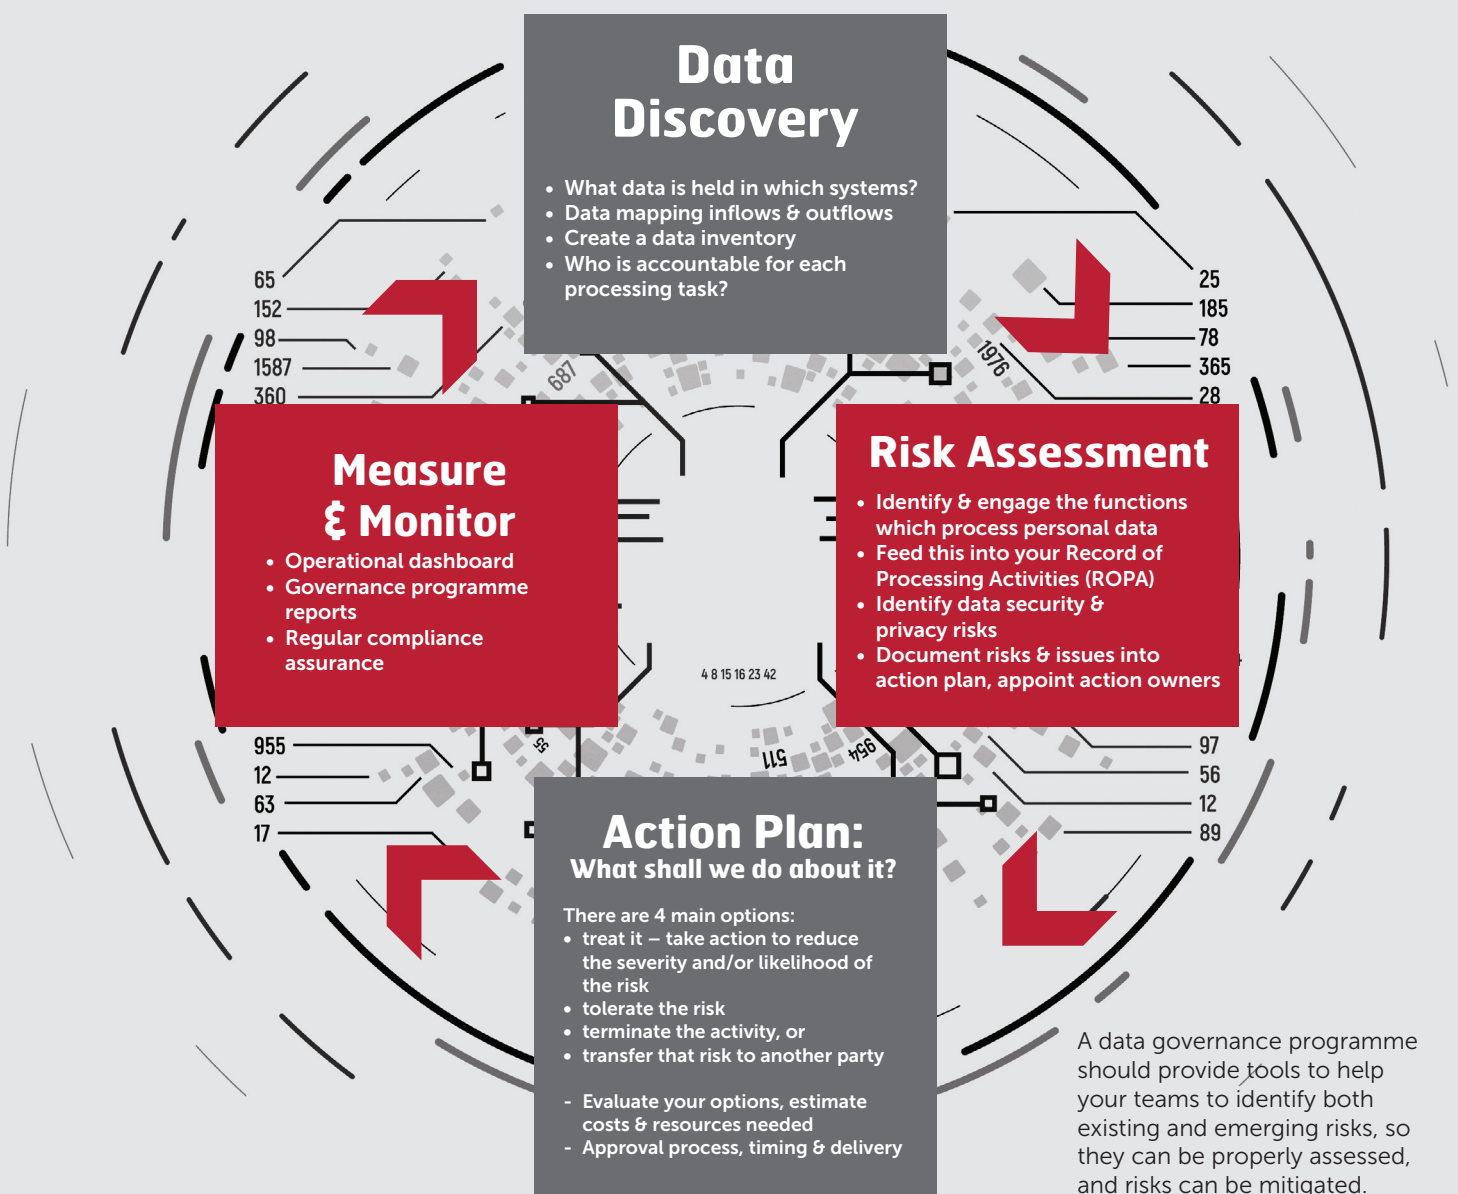 Data
Discovery
• What data is held in which systems?
• Data mapping inflows & outflows
• Create a data inventory
• Who is accountable for each
processing task?
65
152
98
1587
360
687
1976
25
185
78
365
28
Measure
& Monitor
• Operational dashboard
• Governance programme
reports
• Regular compliance
assurance
Risk Assessment
• Identify & engage the functions
which process personal data
• Feed this into your Record of
Processing Activities (ROPA)
• Identify data security &
privacy risks
• Document risks & issues into
action plan, appoint action owners
4 8 15 16 23 42
955
12
63
17
55
511
954
97
56
12
89
Action Plan:
What shall we do about it?
There are 4 main options:
• treat it – take action to reduce
the severity and/or likelihood of
the risk
• tolerate the risk
• terminate the activity, or
• transfer that risk to another party
- Evaluate your options, estimate
costs & resources needed
- Approval process, timing & delivery
A data governance programme
should provide tools to help
your teams to identify both
existing and emerging risks, so
they can be properly assessed,
and risks can be mitigated.